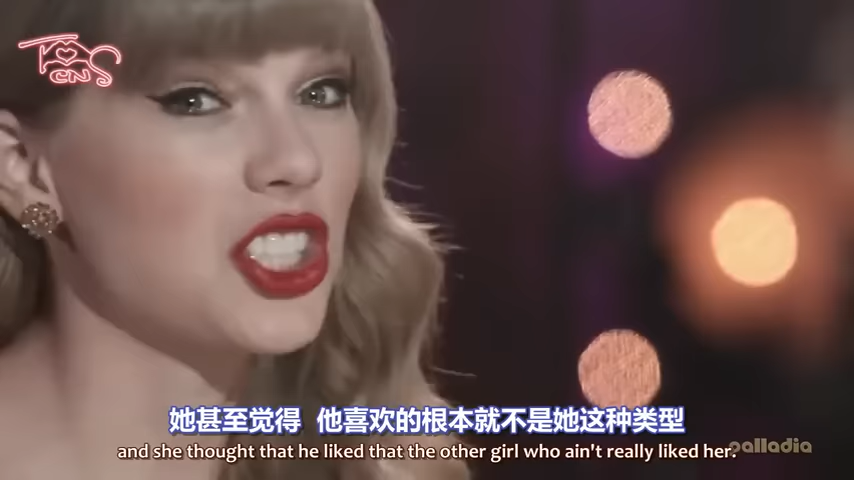 TSCN
她甚至觉得 他喜欢的根本就不是她这种类型
and she thought that he liked that the other girl who ain't really liked her.
palladia